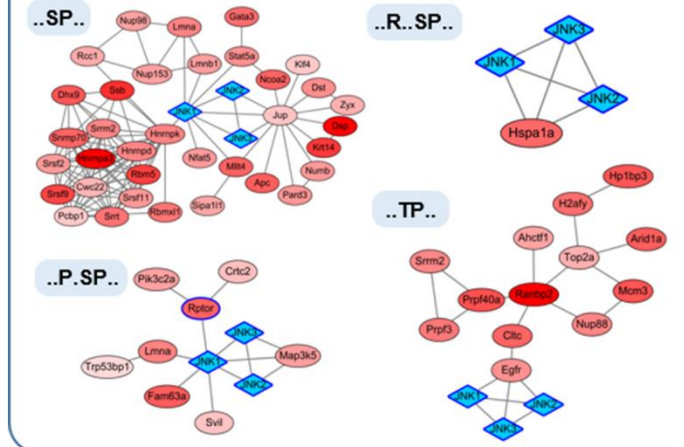 ..SP..
Nup98
Lmna
Gata3
Rcc1
Nup153
Lmnb1
Stat5a
Ncoa2
Klf4
Dst
Zyx
Dsp
Krt14
Numb
Pard3
Apc
Jup
JNK2
JNK1
JNK3
Mllt4
Nfat5
Sipa1l1
Dhx9
Ssb
Snrnp70
Srrm2
Hnrnpk
Hnrnpd
Srsf2
Rbm5
Cwc22
Srsf9
Srsf11
Pcbp1
Srrt
Rbmxl1
..R..SP..
JNK3
JNK1
JNK2
Hspa1a
..P.SP..
Pik3c2a
Crtc2
Rptor
JNK3
Lmna
JNK1
Map3k5
Trp53bp1
JNK2
Fam63a
Svil
..TP..
Hp1bp3
H2afy
Ahctf1
Arid1a
Srrm2
Top2a
Prpf40a
Ranbp2
Mcm3
Prpf3
Cltc
Nup88
Egfr
JNK1
JNK2
JNK3